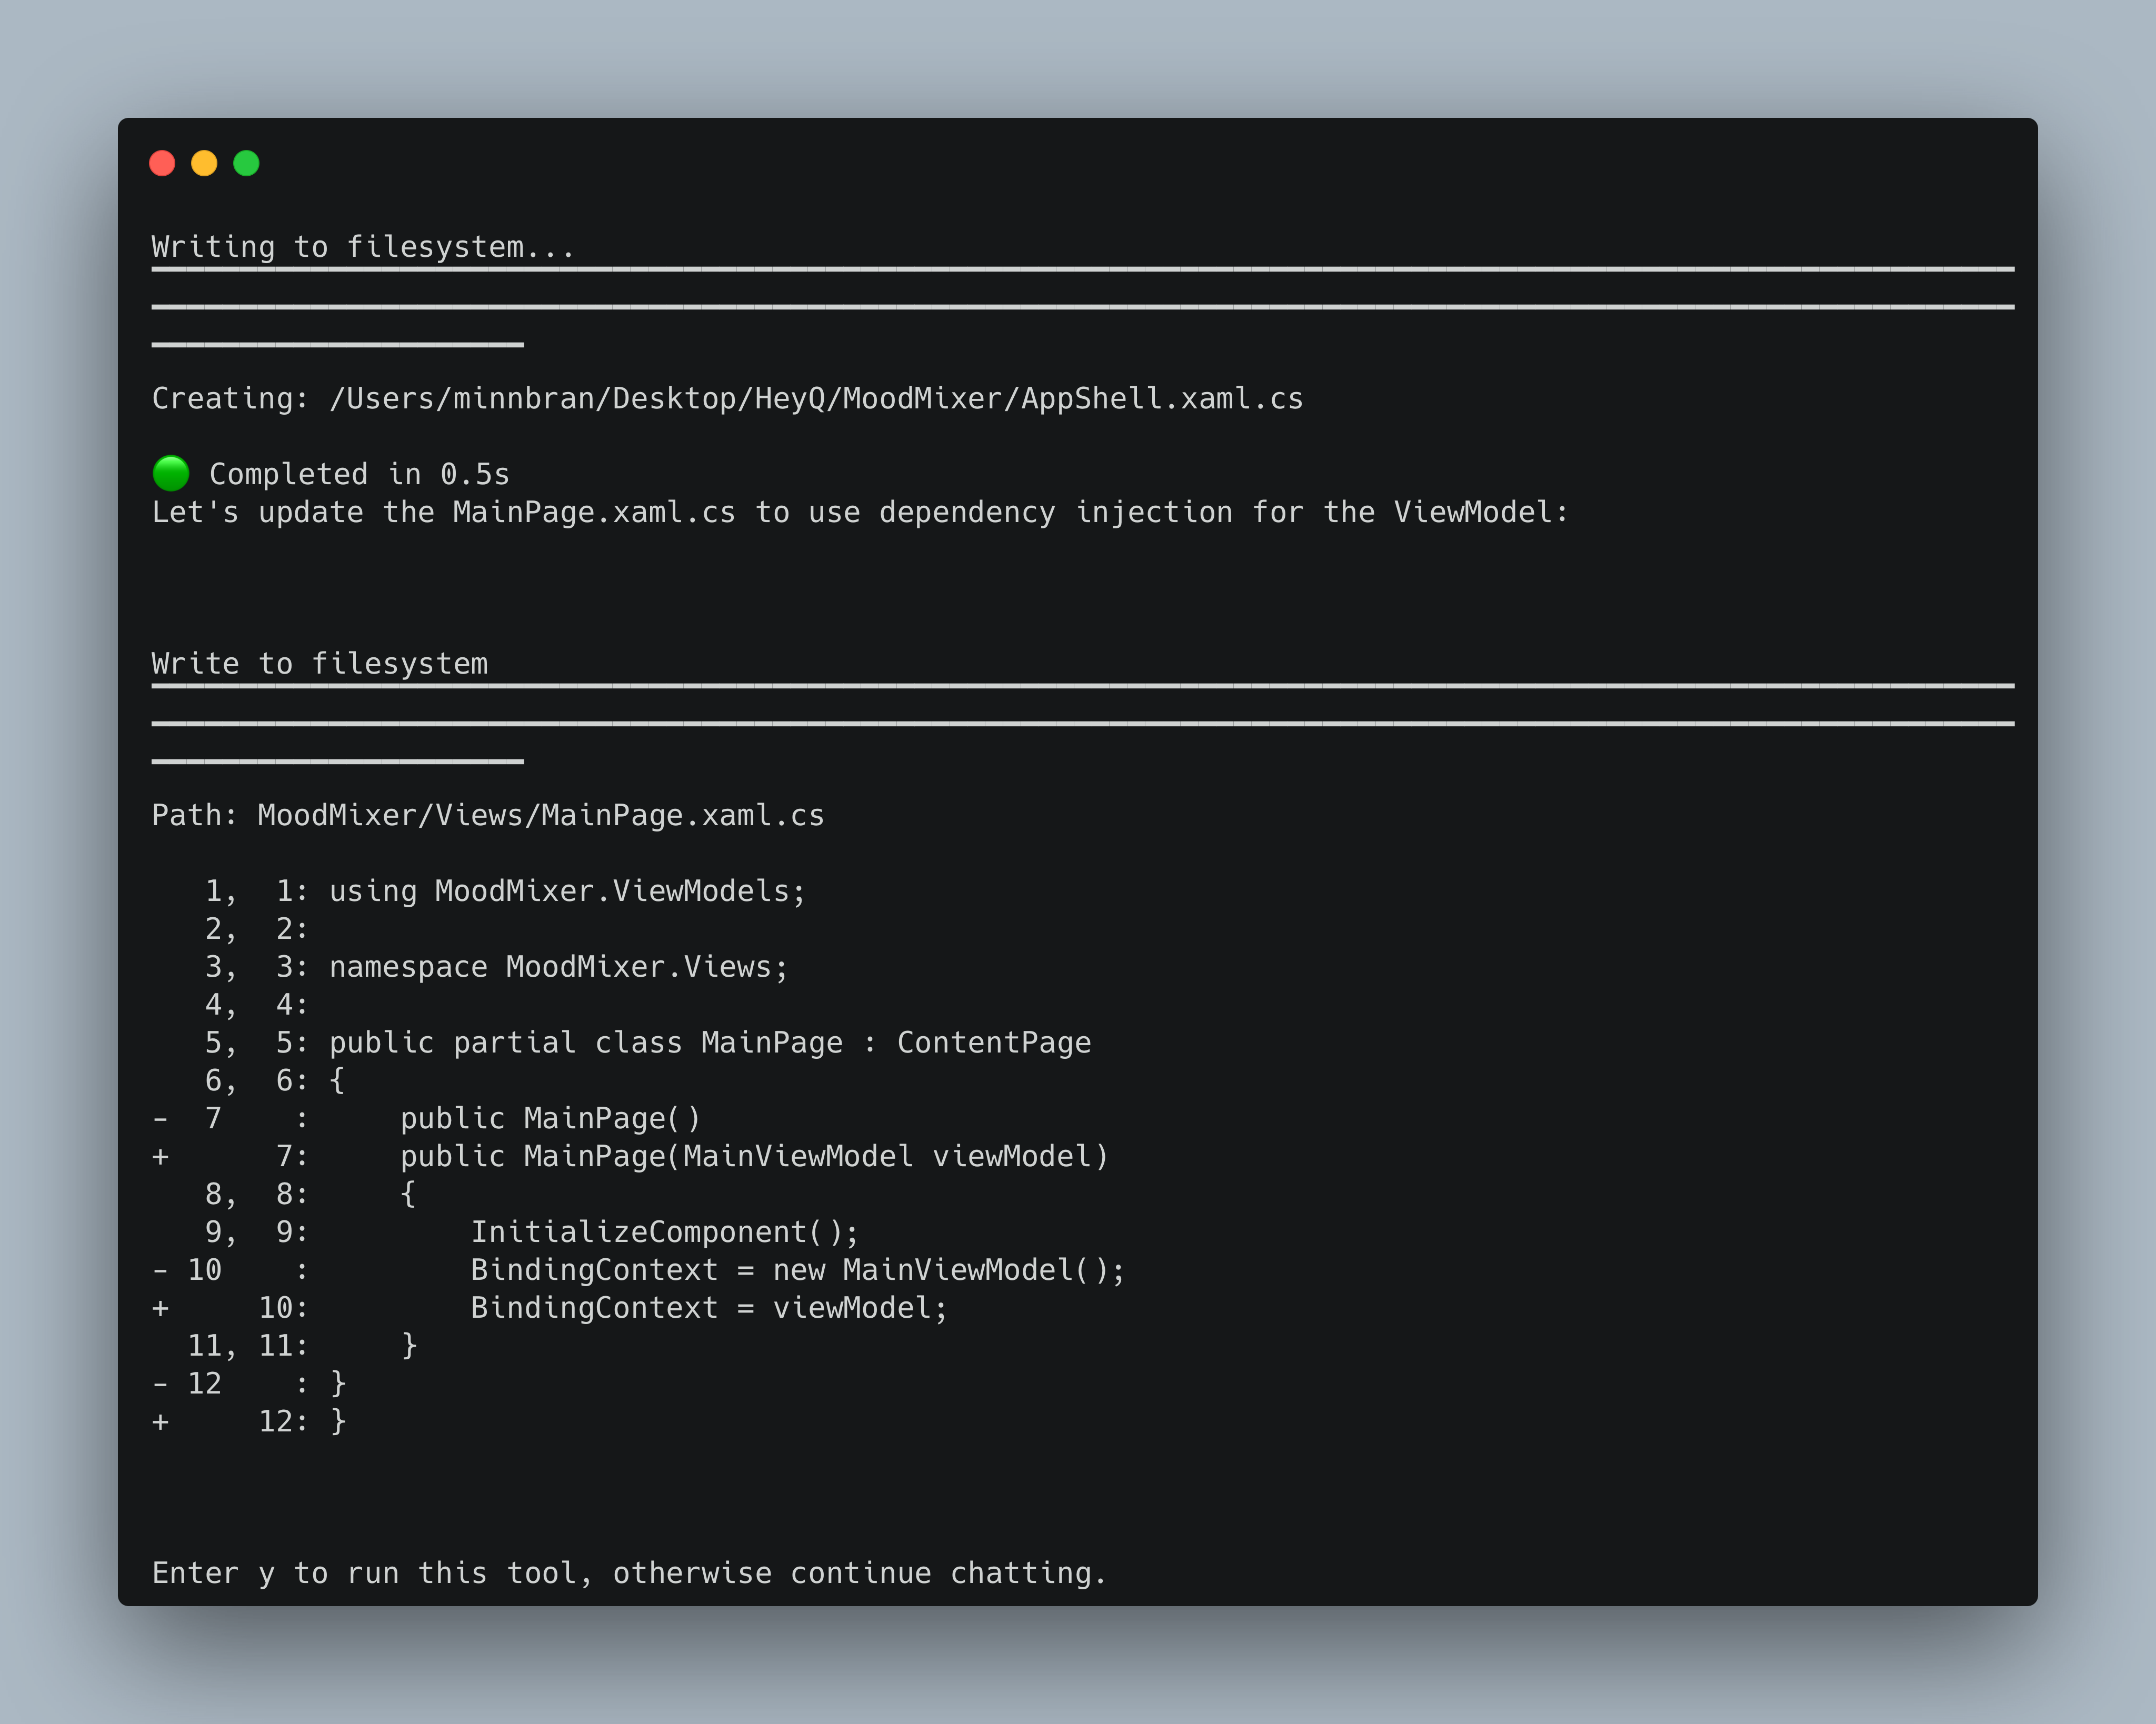 Writing to filesystem...
Creating: /Users/minnbran/Desktop/HeyQ/MoodMixer/AppShell.xaml.cs
Completed in 0.5s
Let's update the MainPage.xaml.cs to use dependency injection for the ViewModel:
Write to filesystem
Path: MoodMixer/Views/MainPage.xaml.cs
   1,  1: using MoodMixer.ViewModels;
   2,  2:
   3,  3: namespace MoodMixer.Views;
   4,  4:
   5,  5: public partial class MainPage : ContentPage
   6,  6: {
-  7    :     public MainPage()
+      7:     public MainPage(MainViewModel viewModel)
   8,  8:     {
   9,  9:         InitializeComponent();
- 10    :         BindingContext = new MainViewModel();
+     10:         BindingContext = viewModel;
  11, 11:     }
- 12    : }
+     12: }
Enter y to run this tool, otherwise continue chatting.